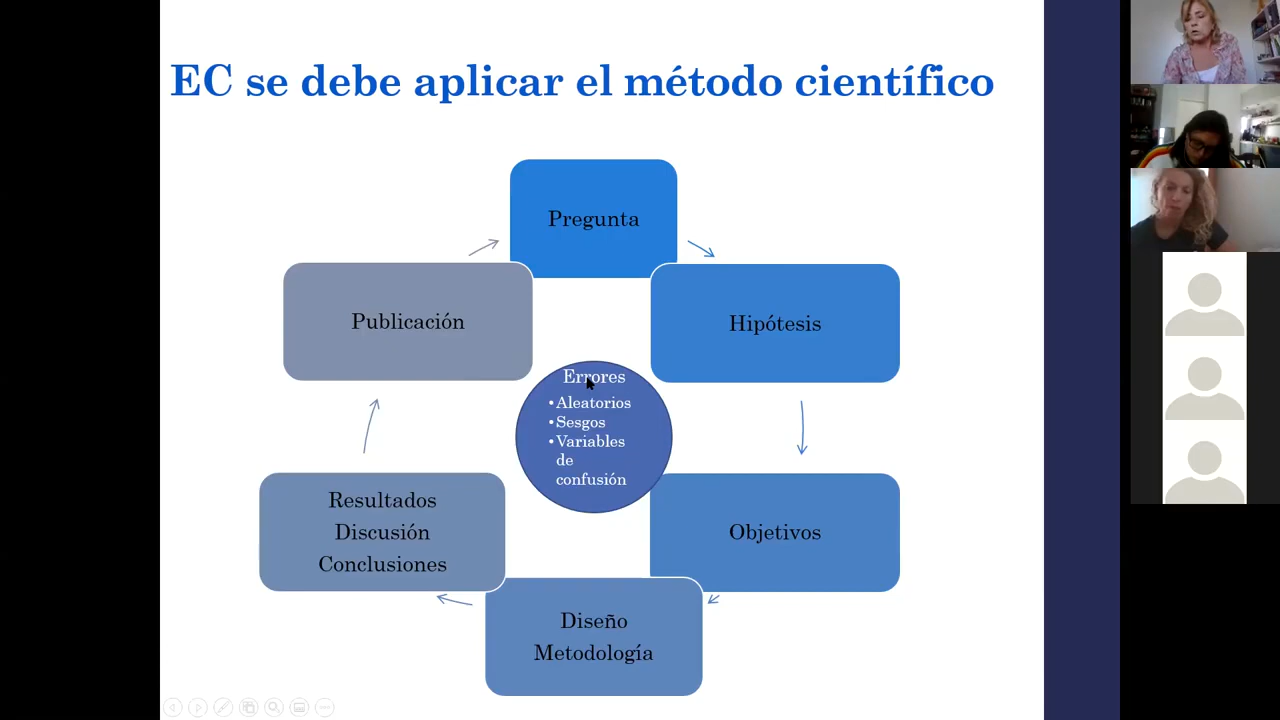 EC se debe aplicar el método científico
Pregunta
Hipótesis
Objetivos
Diseño
Metodología
Resultados
Discusión
Conclusiones
Publicación
Errores
•Aleatorios
•Sesgos
•Variables
de
confusión